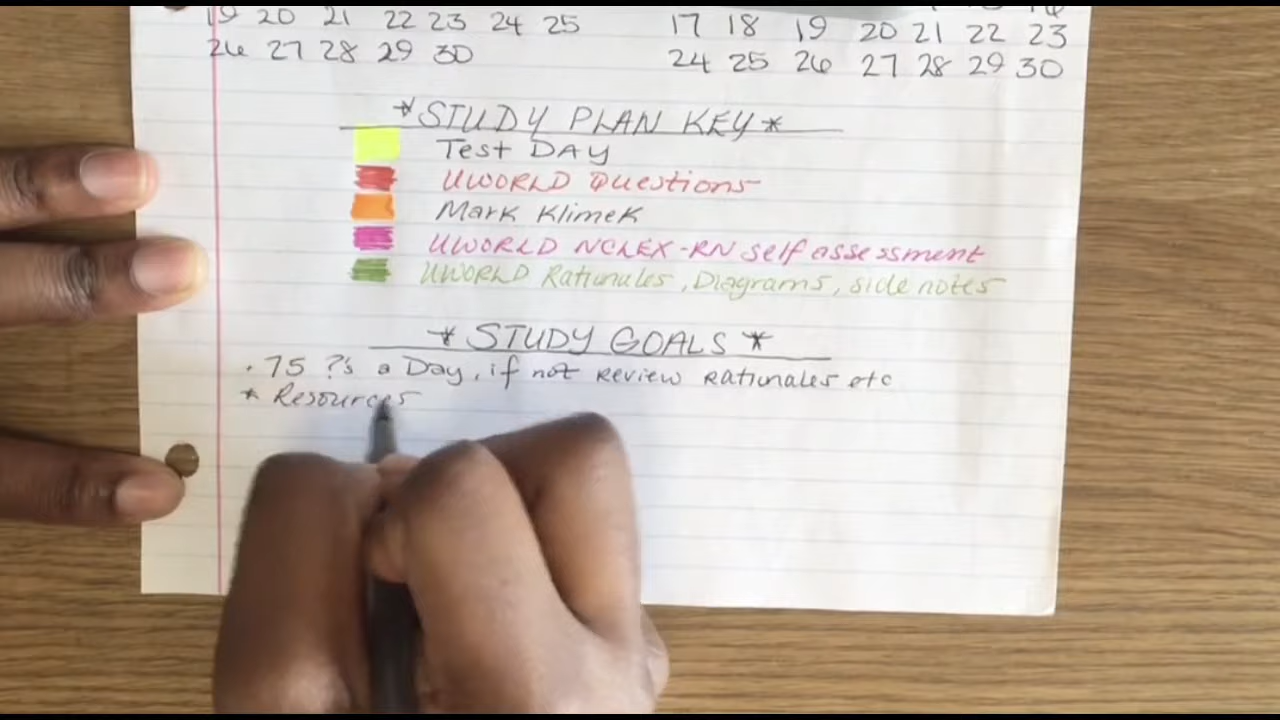 19 20 21 22 23 24 25 17 18 19 20 21 22 23
26 27 28 29 30 24 25 26 27 28 29 30
*STUDY PLAN KEY*
TEST DAY
UWORLD Questions
Mark Klimek
UWORLD NCLEX-RN self assessment
UWORLD Rationales, Diagrams, side notes
* STUDY GOALS *
. 75 ?'s a Day, if not review rationales etc
* Resources